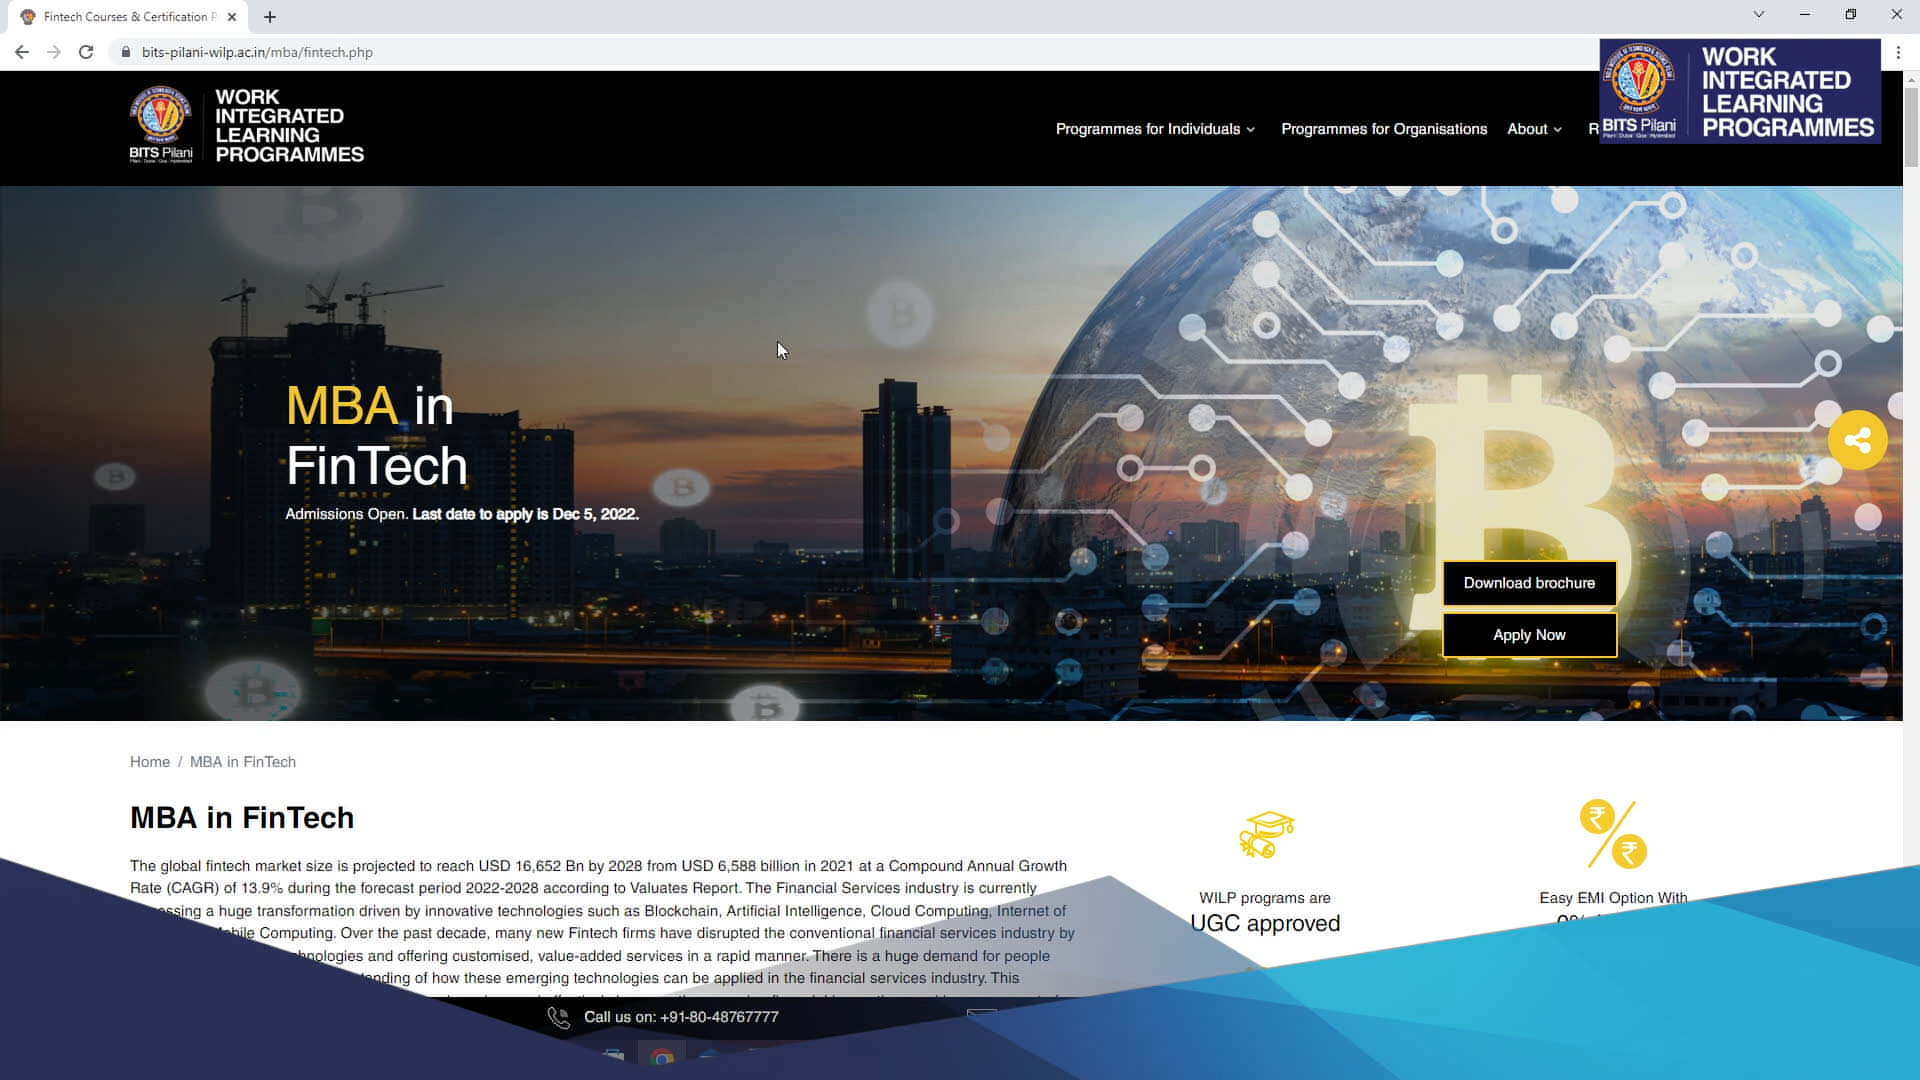 Fintech Courses & Certification P
bits-pilani-wilp.ac.in/mba/fintech.php
BITS Pilani
WORK
INTEGRATED
LEARNING
PROGRAMMES
Programmes for Individuals
Programmes for Organisations
About
R
BITS Pilani
Pilani | Dubai | Goa | Hyderabad
WORK
INTEGRATED
LEARNING
PROGRAMMES
MBA in
FinTech
Admissions Open. Last date to apply is Dec 5, 2022.
Download brochure
Apply Now
Home / MBA in FinTech
MBA in FinTech
The global fintech market size is projected to reach USD 16,652 Bn by 2028 from USD 6,588 billion in 2021 at a Compound Annual Growth
Rate (CAGR) of 13.9% during the forecast period 2022-2028 according to Valuates Report. The Financial Services industry is currently
essing a huge transformation driven by innovative technologies such as Blockchain, Artificial Intelligence, Cloud Computing, Internet of
bile Computing. Over the past decade, many new Fintech firms have disrupted the conventional financial services industry by
hnologies and offering customised, value-added services in a rapid manner. There is a huge demand for people
nding of how these emerging technologies can be applied in the financial services industry. This
WILP programs are
UGC approved
Easy EMI Option With
Call us on: +91-80-48767777